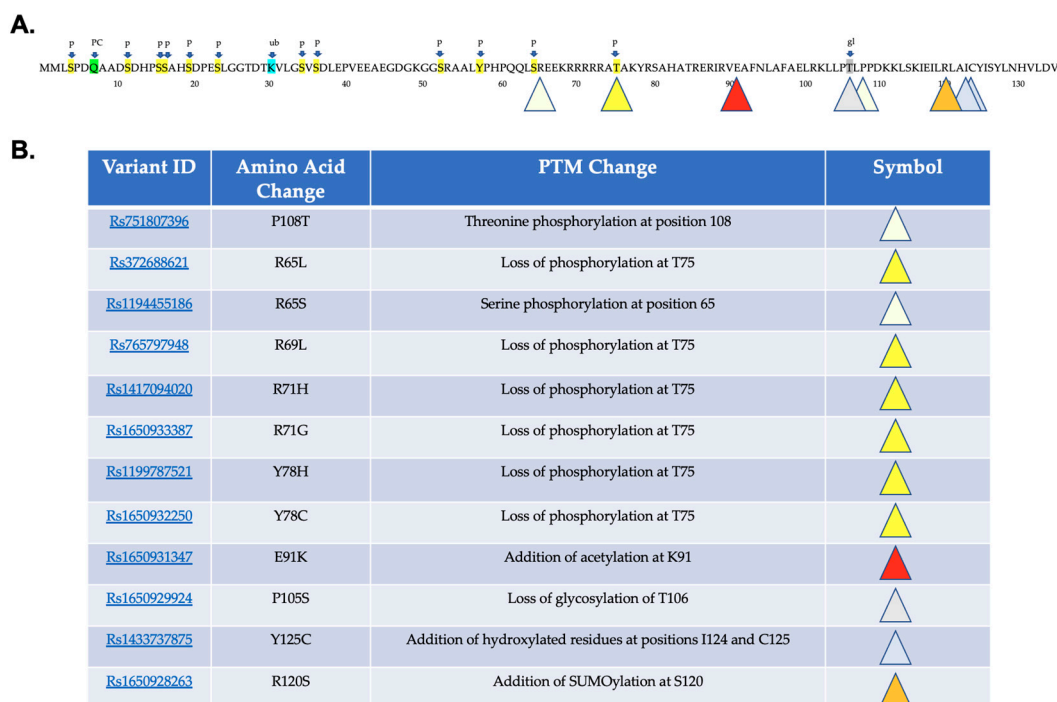 A.
p PC p p p p p ub p p p p p p gl
MMLSPDQAADSDHPSSAHSDPESLGGTDTKVLGSVSDLEPVEEAEGDGKGGSRAALYPHPQQLSREEKRRRRRATAKYRSAHATRERIRVEAFNLAFAELRKLLPTLPPDKKLSKIEILRLAICYISYLNHVLDV
10 20 30 40 50 60 70 80 90 100 110 130
B.
Variant ID Amino Acid Change PTM Change Symbol
Rs751807396 P108T Threonine phosphorylation at position 108
Rs372688621 R65L Loss of phosphorylation at T75
Rs1194455186 R65S Serine phosphorylation at position 65
Rs765797948 R69L Loss of phosphorylation at T75
Rs1417094020 R71H Loss of phosphorylation at T75
Rs1650933387 R71G Loss of phosphorylation at T75
Rs1199787521 Y78H Loss of phosphorylation at T75
Rs1650932250 Y78C Loss of phosphorylation at T75
Rs1650931347 E91K Addition of acetylation at K91
Rs1650929924 P105S Loss of glycosylation of T106
Rs1433737875 Y125C Addition of hydroxylated residues at positions I124 and C125
Rs1650928263 R120S Addition of SUMOylation at S120